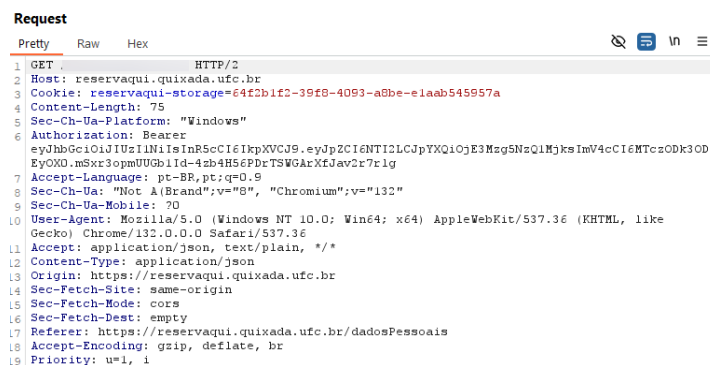 Request
Pretty Raw Hex
\n
1 GET HTTP/2
2 Host: reservaqui.quixada.ufc.br
3 Cookie: reservaqui-storage=64f2b1f2-39f8-4093-a8be-e1aab545957a
4 Content-Length: 75
5 Sec-Ch-Ua-Platform: "Windows"
6 Authorization: Bearer
eyJhbGciOiJIUzI1NiIsInR5cCI6IkpXVCJ9.eyJpZCI6NTI2LCJpYXQiOjE3Mzg5NzQ1MjksImV4cCI6MTczODk3OD
EyOX0.mSxr3opmUUGb1Id-4zb4H56PDrTSWGArXfJav2r7rlg
7 Accept-Language: pt-BR,pt;q=0.9
8 Sec-Ch-Ua: "Not A(Brand";v="8", "Chromium";v="132"
9 Sec-Ch-Ua-Mobile: ?0
10 User-Agent: Mozilla/5.0 (Windows NT 10.0; Win64; x64) AppleWebKit/537.36 (KHTML, like
Gecko) Chrome/132.0.0.0 Safari/537.36
11 Accept: application/json, text/plain, */*
12 Content-Type: application/json
13 Origin: https://reservaqui.quixada.ufc.br
14 Sec-Fetch-Site: same-origin
15 Sec-Fetch-Mode: cors
16 Sec-Fetch-Dest: empty
17 Referer: https://reservaqui.quixada.ufc.br/dadosPessoais
18 Accept-Encoding: gzip, deflate, br
19 Priority: u=1, i